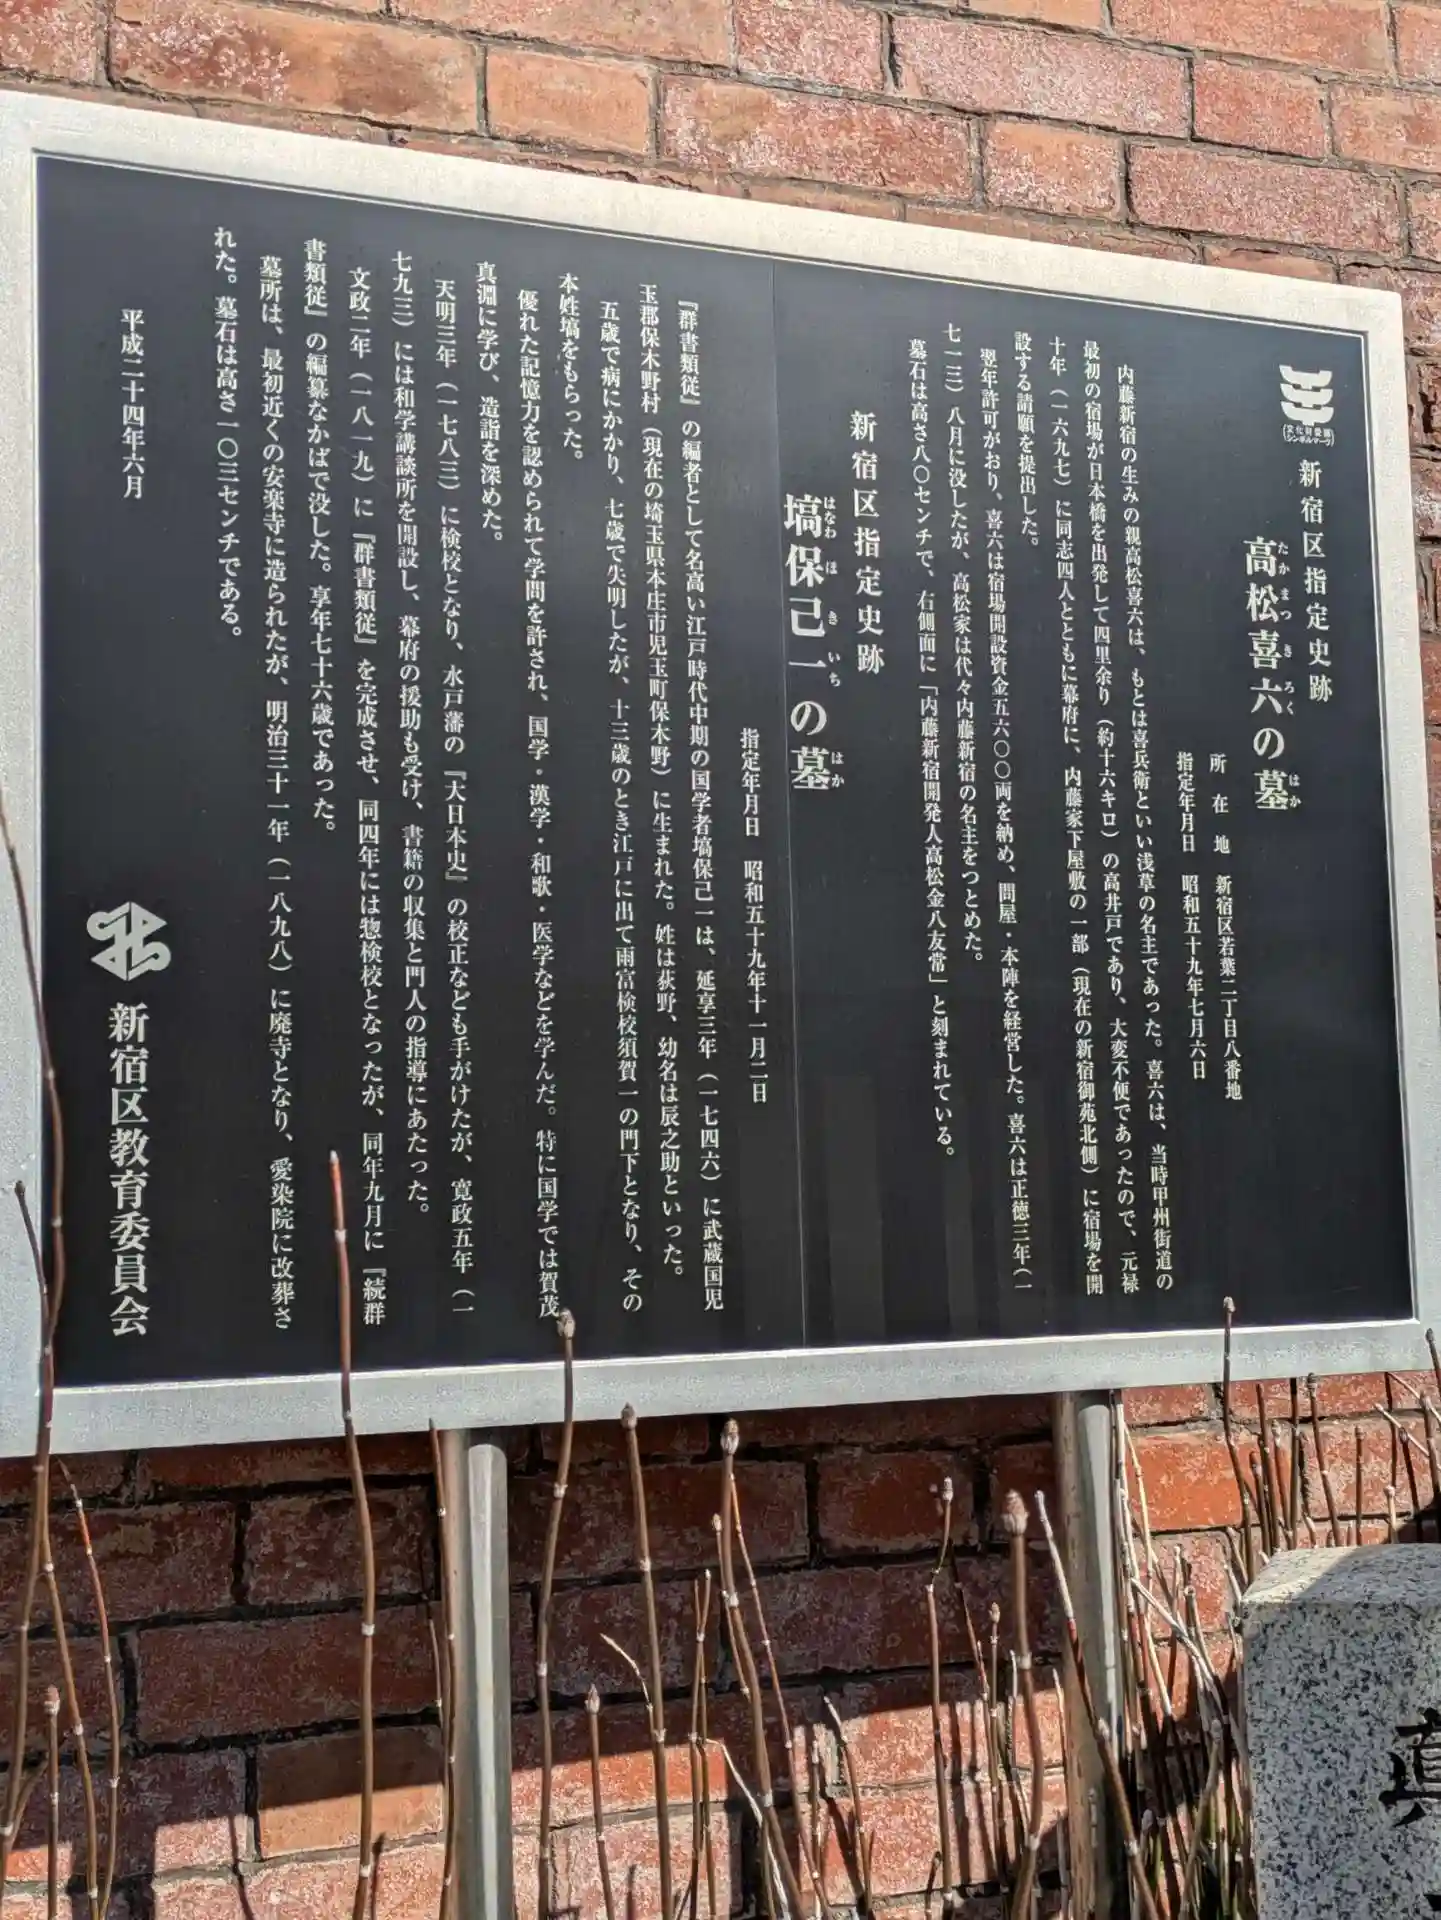 文化財愛護
シンボルマーク
新宿区指定史跡
高松喜六の墓
たかまつきろく はか
所在地 新宿区若葉二丁目八番地
指定年月日 昭和五十九年七月六日
内藤新宿の生みの親高松喜六は、もとは喜兵衛といい浅草の名主であった。喜六は、当時甲州街道の
最初の宿場が日本橋を出発して四里余り（約十六キロ）の高井戸であり、大変不便であったので、元禄
十年（一六九七）に同志四人とともに幕府に、内藤家下屋敷の一部（現在の新宿御苑北側）に宿場を開
設する請願を提出した。
翌年許可がおり、喜六は宿場開設資金五六〇〇両を納め、問屋・本陣を経営した。喜六は正徳三年（一
七一三）八月に没したが、高松家は代々内藤新宿の名主をつとめた。
墓石は高さ八〇センチで、右側面に「内藤新宿開発人高松金八友常」と刻まれている。
新宿区指定史跡
塙保己一の墓
はなわほきいち はか
指定年月日 昭和五十九年十一月二日
『群書類従』の編者として名高い江戸時代中期の国学者塙保己一は、延享三年（一七四六）に武蔵国児
玉郡保木野村（現在の埼玉県本庄市児玉町保木野）に生まれた。姓は荻野、幼名は辰之助といった。
五歳で病にかかり、七歳で失明したが、十三歳のとき江戸に出て雨富検校須賀一の門下となり、その
本姓塙をもらった。
優れた記憶力を認められて学問を許され、国学・漢学・和歌・医学などを学んだ。特に国学では賀茂
真淵に学び、造詣を深めた。
天明三年（一七八三）に検校となり、水戸藩の『大日本史』の校正なども手がけたが、寛政五年（一
七九三）には和学講談所を開設し、幕府の援助も受け、書籍の収集と門人の指導にあたった。
文政二年（一八一九）に『群書類従』を完成させ、同四年には惣検校となったが、同年九月に『続群
書類従』の編纂なかばで没した。享年七十六歳であった。
墓所は、最初近くの安楽寺に造られたが、明治三十一年（一八九八）に廃寺となり、愛染院に改葬さ
れた。墓石は高さ一〇三センチである。
平成二十四年六月
新宿区教育委員会
真